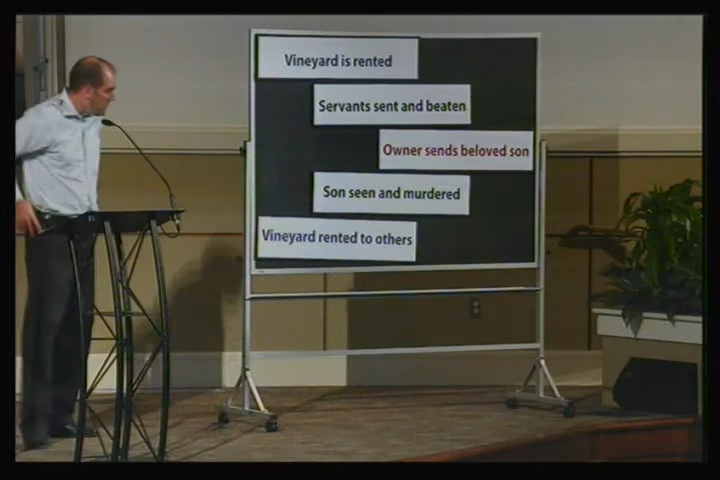 Vineyard is rented
Servants sent and beaten
Owner sends beloved son
Son seen and murdered
Vineyard rented to others